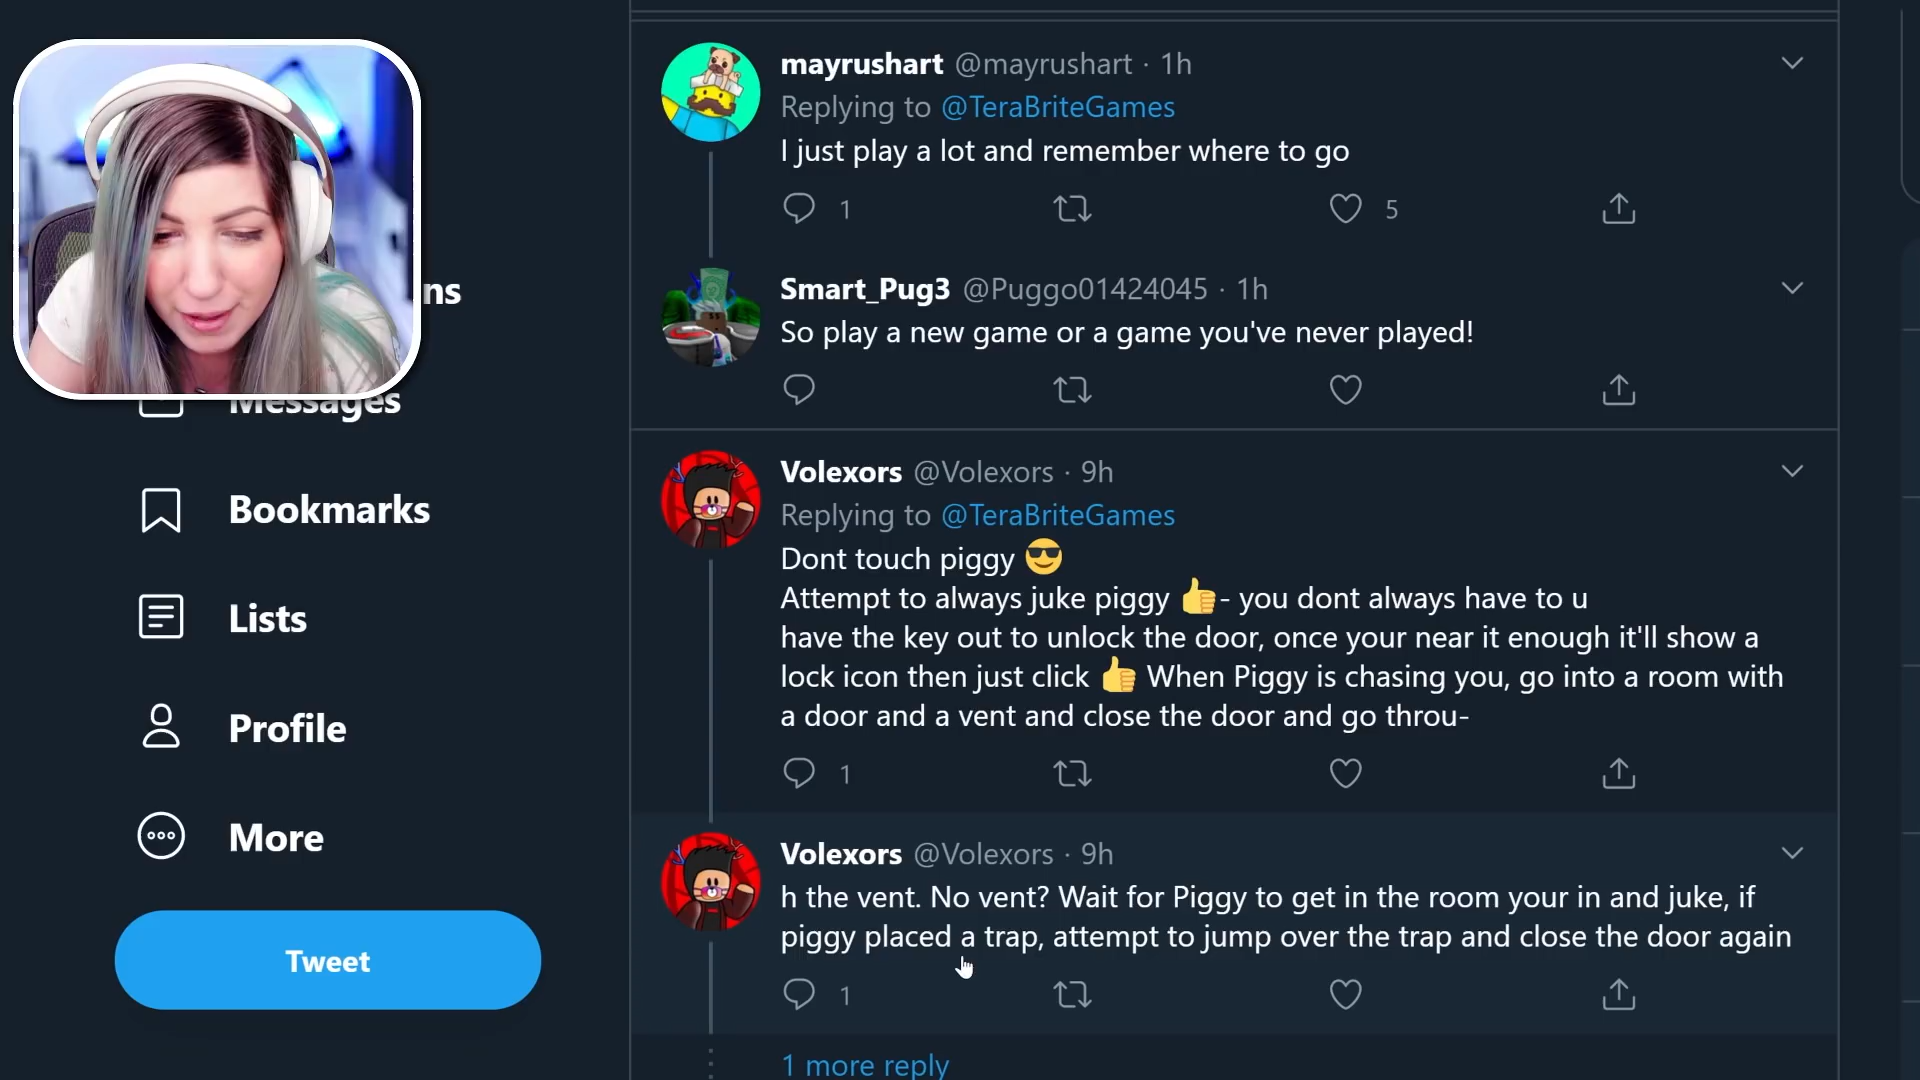 mayrushart @mayrushart · 1h
Replying to @TeraBriteGames
I just play a lot and remember where to go
1
5
Smart_Pug3 @Puggo01424045 · 1h
So play a new game or a game you've never played!
Volexors @Volexors · 9h
Replying to @TeraBriteGames
Dont touch piggy 😎
Attempt to always juke piggy 👍- you dont always have to u
have the key out to unlock the door, once your near it enough it'll show a
lock icon then just click 👍 When Piggy is chasing you, go into a room with
a door and a vent and close the door and go throu-
1
Volexors @Volexors · 9h
h the vent. No vent? Wait for Piggy to get in the room your in and juke, if
piggy placed a trap, attempt to jump over the trap and close the door again
1
1 more reply
ns
Messages
Bookmarks
Lists
Profile
More
Tweet